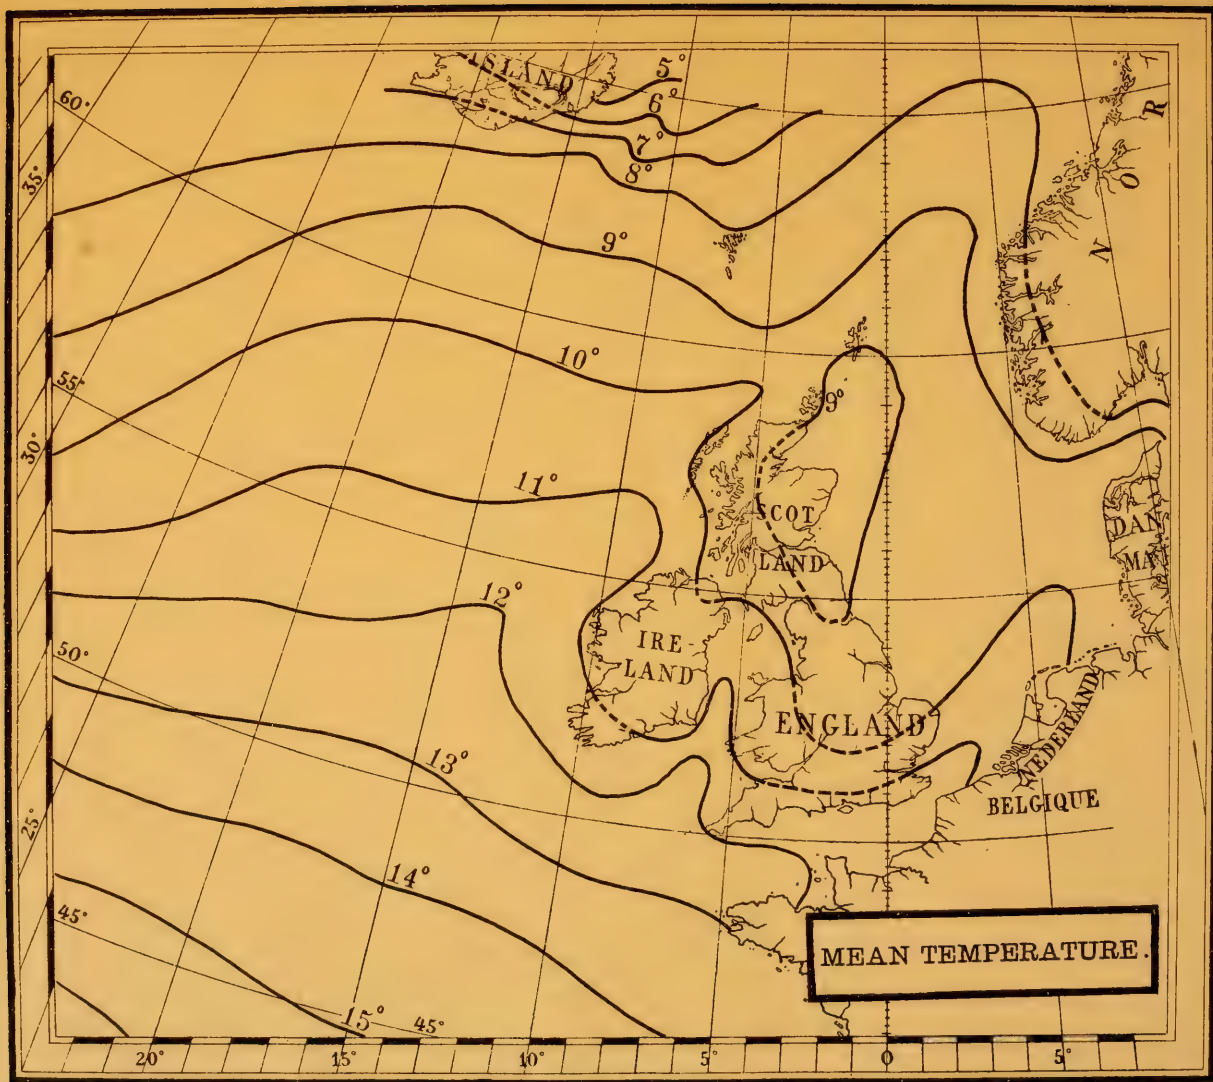 ISLAND
5°
6°
7°
8°
60°
35°
9°
N O R
10°
55°
30°
9°
11°
SCOT
LAND
DAN
MA
12°
IRE
LAND
50°
ENGLAND
NEDERLAND
13°
BELGIQUE
25°
14°
45°
MEAN TEMPERATURE.
15°
45°
20°
15°
10°
5°
0
5°